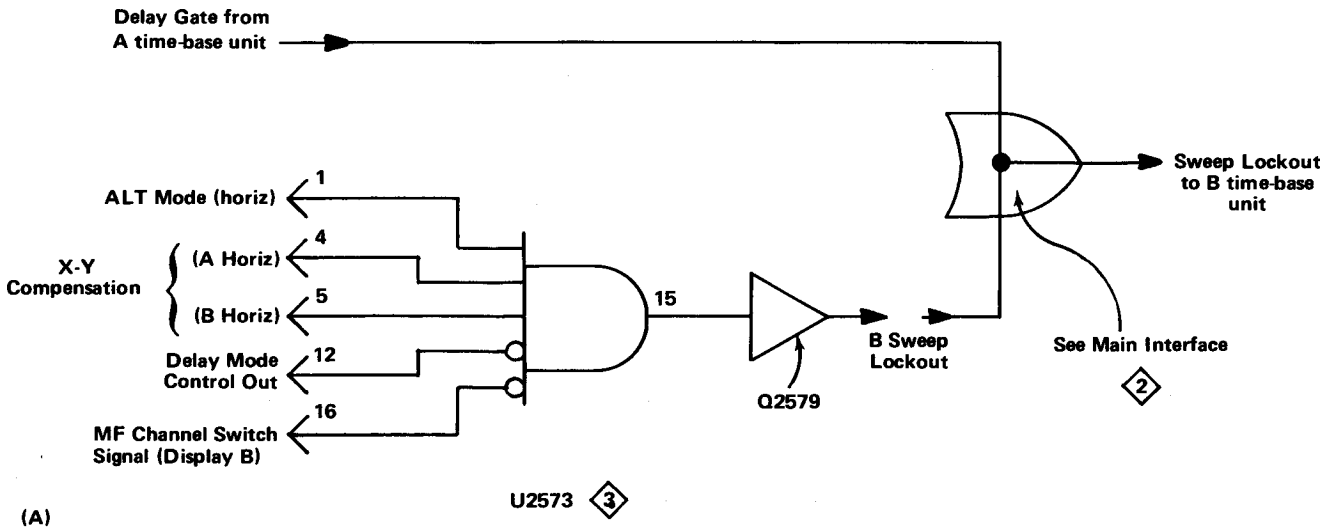 Delay Gate from
A time-base unit
Sweep Lockout
to B time-base
unit
ALT Mode (horiz)
1
X-Y
Compensation
(A Horiz)
4
(B Horiz)
5
Delay Mode
Control Out
12
MF Channel Switch
Signal (Display B)
16
15
Q2579
B Sweep
Lockout
See Main Interface
2
U2573 3
(A)